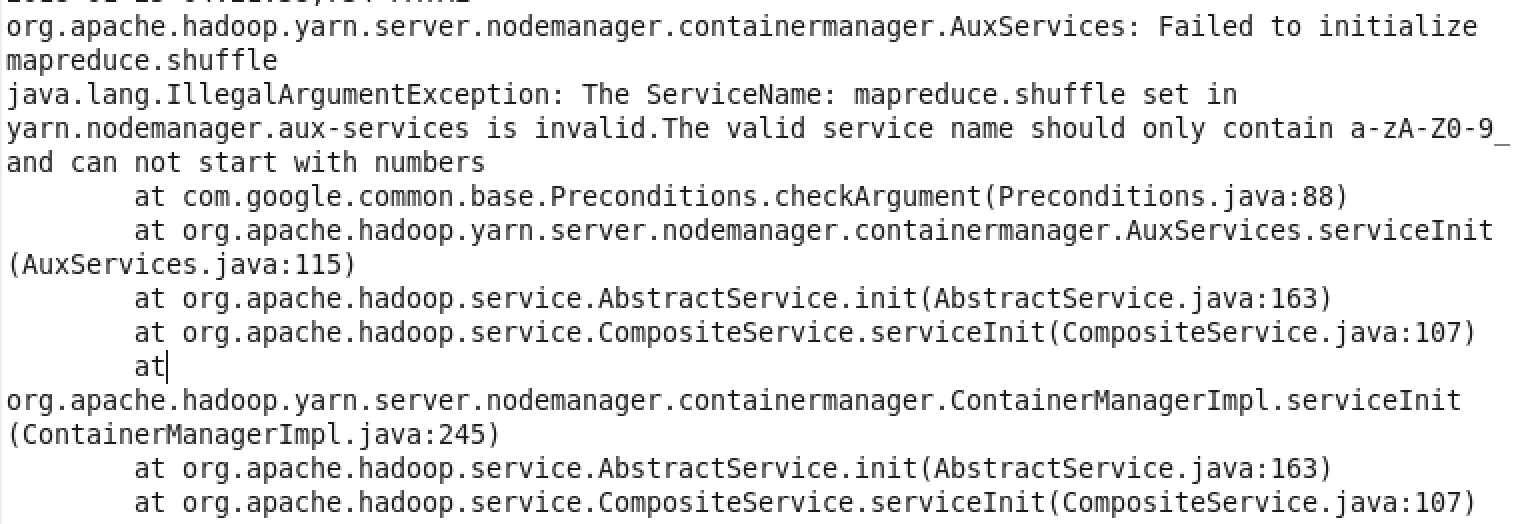 org.apache.hadoop.yarn.server.nodemanager.containermanager.AuxServices: Failed to initialize
mapreduce.shuffle
java.lang.IllegalArgumentException: The ServiceName: mapreduce.shuffle set in
yarn.nodemanager.aux-services is invalid.The valid service name should only contain a-zA-Z0-9_
and can not start with numbers
at com.google.common.base.Preconditions.checkArgument(Preconditions.java:88)
at org.apache.hadoop.yarn.server.nodemanager.containermanager.AuxServices.serviceInit
(AuxServices.java:115)
at org.apache.hadoop.service.AbstractService.init(AbstractService.java:163)
at org.apache.hadoop.service.CompositeService.serviceInit(CompositeService.java:107)
at
org.apache.hadoop.yarn.server.nodemanager.containermanager.ContainerManagerImpl.serviceInit
(ContainerManagerImpl.java:245)
at org.apache.hadoop.service.AbstractService.init(AbstractService.java:163)
at org.apache.hadoop.service.CompositeService.serviceInit(CompositeService.java:107)